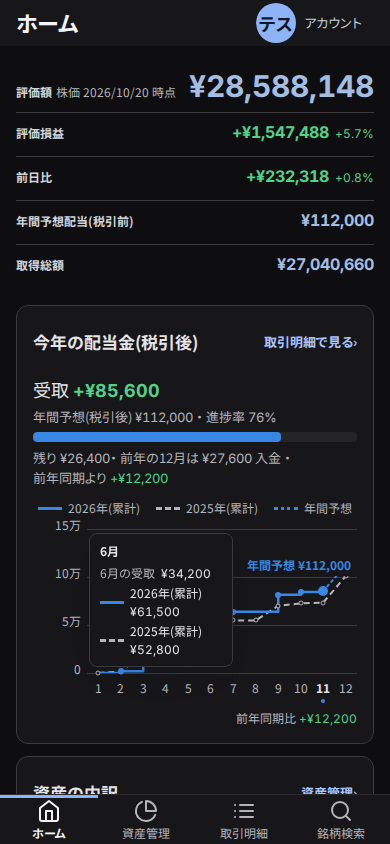 ホーム
テス アカウント
評価額 株価 2026/10/20 時点 ¥28,588,148
評価損益 +¥1,547,488 +5.7%
前日比 +¥232,318 +0.8%
年間予想配当(税引前) ¥112,000
取得総額 ¥27,040,660
今年の配当金(税引後) 取引明細で見る›
受取 +¥85,600
年間予想(税引後) ¥112,000・進捗率 76%
残り ¥26,400・前年の12月は ¥27,600 入金・
前年同期より +¥12,200
2026年(累計) 2025年(累計) 年間予想
15万
10万
5万
0
6月
6月の受取 ¥34,200
2026年(累計)
¥61,500
2025年(累計)
¥52,800
年間予想 ¥112,000
1 2 3 4 5 6 7 8 9 10 11 12
前年同期比 +¥12,200
資産の内訳 資産管理›
ホーム 資産管理 取引明細 銘柄検索